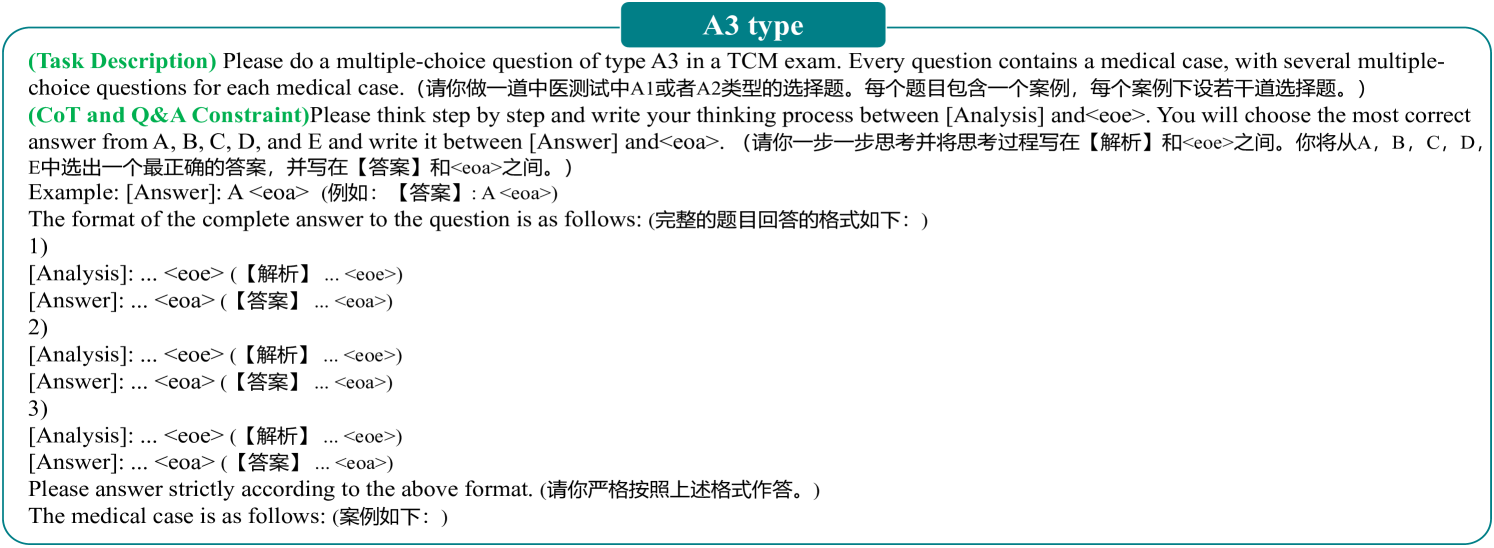 A3 type
(Task Description) Please do a multiple-choice question of type A3 in a TCM exam. Every question contains a medical case, with several multiple-
choice questions for each medical case.（请你做一道中医测试中A1或者A2类型的选择题。每个题目包含一个案例，每个案例下设若干道选择题。）
(CoT and Q&A Constraint)Please think step by step and write your thinking process between [Analysis] and<eoe>. You will choose the most correct
answer from A, B, C, D, and E and write it between [Answer] and<eoa>. （请你一步一步思考并将思考过程写在【解析】和<eoe>之间。你将从A，B，C，D，
E中选出一个最正确的答案，并写在【答案】和<eoa>之间。）
Example: [Answer]: A <eoa> (例如：【答案】: A <eoa>)
The format of the complete answer to the question is as follows: (完整的题目回答的格式如下：)
1)
[Analysis]: ... <eoe> (【解析】 ... <eoe>)
[Answer]: ... <eoa> (【答案】 ... <eoa>)
2)
[Analysis]: ... <eoe> (【解析】 ... <eoe>)
[Answer]: ... <eoa> (【答案】 ... <eoa>)
3)
[Analysis]: ... <eoe> (【解析】 ... <eoe>)
[Answer]: ... <eoa> (【答案】 ... <eoa>)
Please answer strictly according to the above format. (请你严格按照上述格式作答。)
The medical case is as follows: (案例如下：)